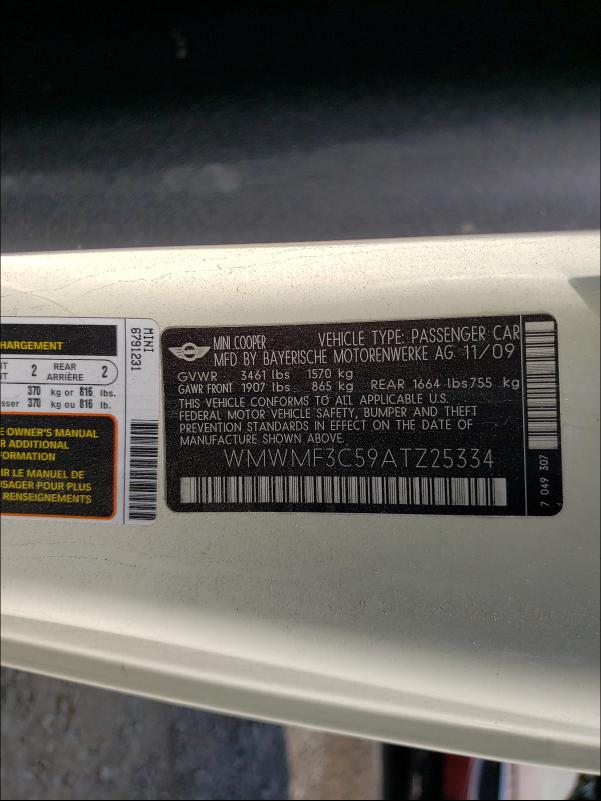 HARGEMENT
2 REAR ARRIÈRE 2
370 kg or 816 lbs.
sser 370 kg ou 816 lb.
E OWNER'S MANUAL
R ADDITIONAL
FORMATION
IR LE MANUEL DE
USAGER POUR
RENSEIGNEMENTS
MINI
6791231
MINI COOPER VEHICLE TYPE: PASSENGER CAR
MFD BY BAYERISCHE MOTORENWERKE AG 11/09
GVWR 3461 lbs 1570 kg
GAWR FRONT 1907 lbs 865 kg REAR 1664 lbs 755 kg
THIS VEHICLE CONFORMS TO ALL APPLICABLE U.S.
FEDERAL MOTOR VEHICLE SAFETY, BUMPER AND THEFT
PREVENTION STANDARDS IN EFFECT ON THE DATE OF
MANUFACTURE SHOWN ABOVE.
WMWMF3C59ATZ25334
7 049 307